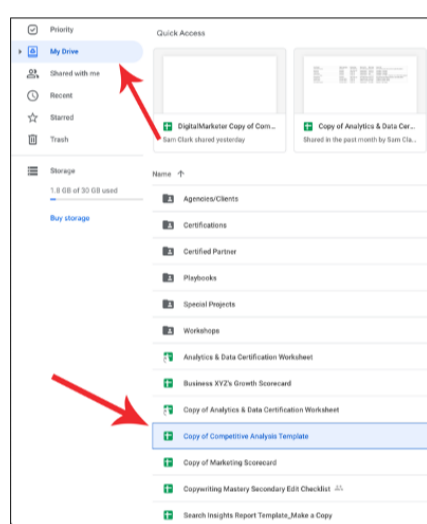 Priority
My Drive
Shared with me
Recent
Starred
Trash
Storage
1.8 GB of 30 GB used
Buy storage
Quick Access
DigitalMarketer Copy of Com...
Sam Clark shared yesterday
Copy of Analytics & Data Cer...
Shared in the past month by Sam Cla...
Name
Agencies/Clients
Certifications
Certified Partner
Playbooks
Special Projects
Workshops
Analytics & Data Certification Worksheet
Business XYZ's Growth Scorecard
Copy of Analytics & Data Certification Worksheet
Copy of Competitive Analysis Template
Copy of Marketing Scorecard
Copywriting Mastery Secondary Edit Checklist
Search Insights Report Template_Make a Copy